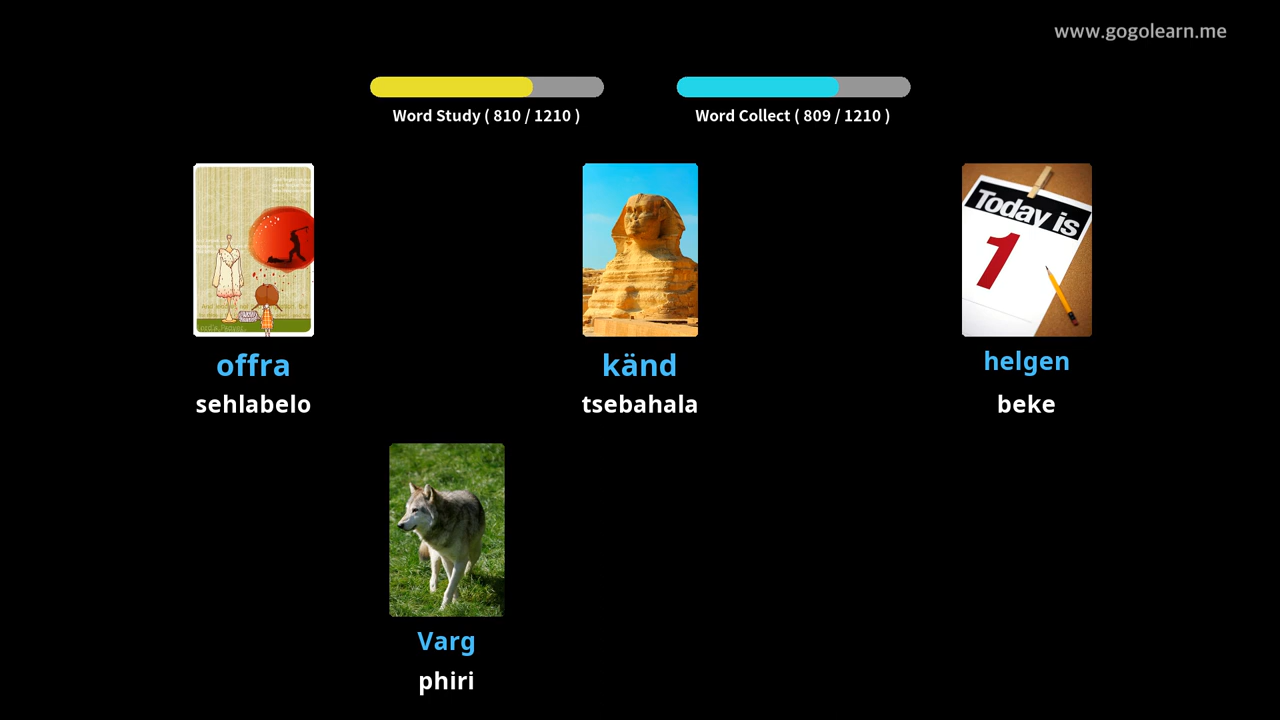 www.gogolearn.me
Word Study ( 810 / 1210 )
Word Collect ( 809 / 1210 )
Today is
1
offra
känd
helgen
sehlabelo
tsebahala
beke
Varg
phiri